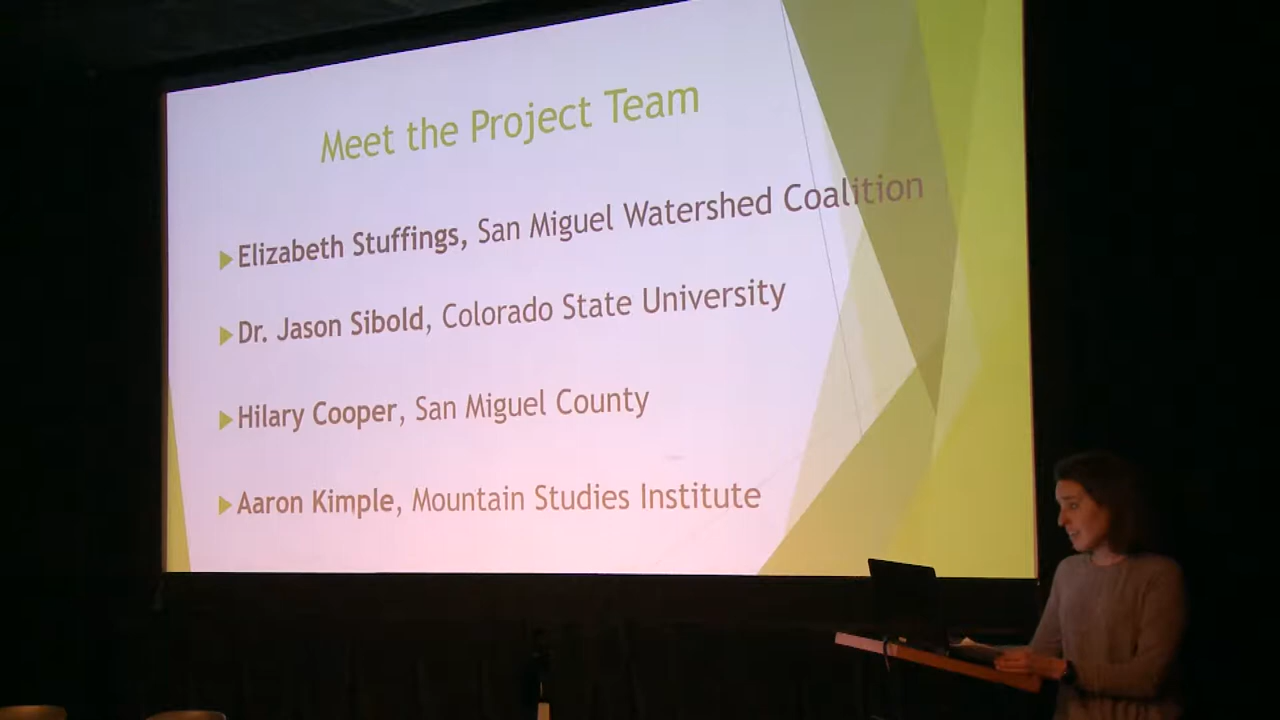 Meet the Project Team
Elizabeth Stuffings, San Miguel Watershed Coalition
Dr. Jason Sibold, Colorado State University
Hilary Cooper, San Miguel County
Aaron Kimple, Mountain Studies Institute